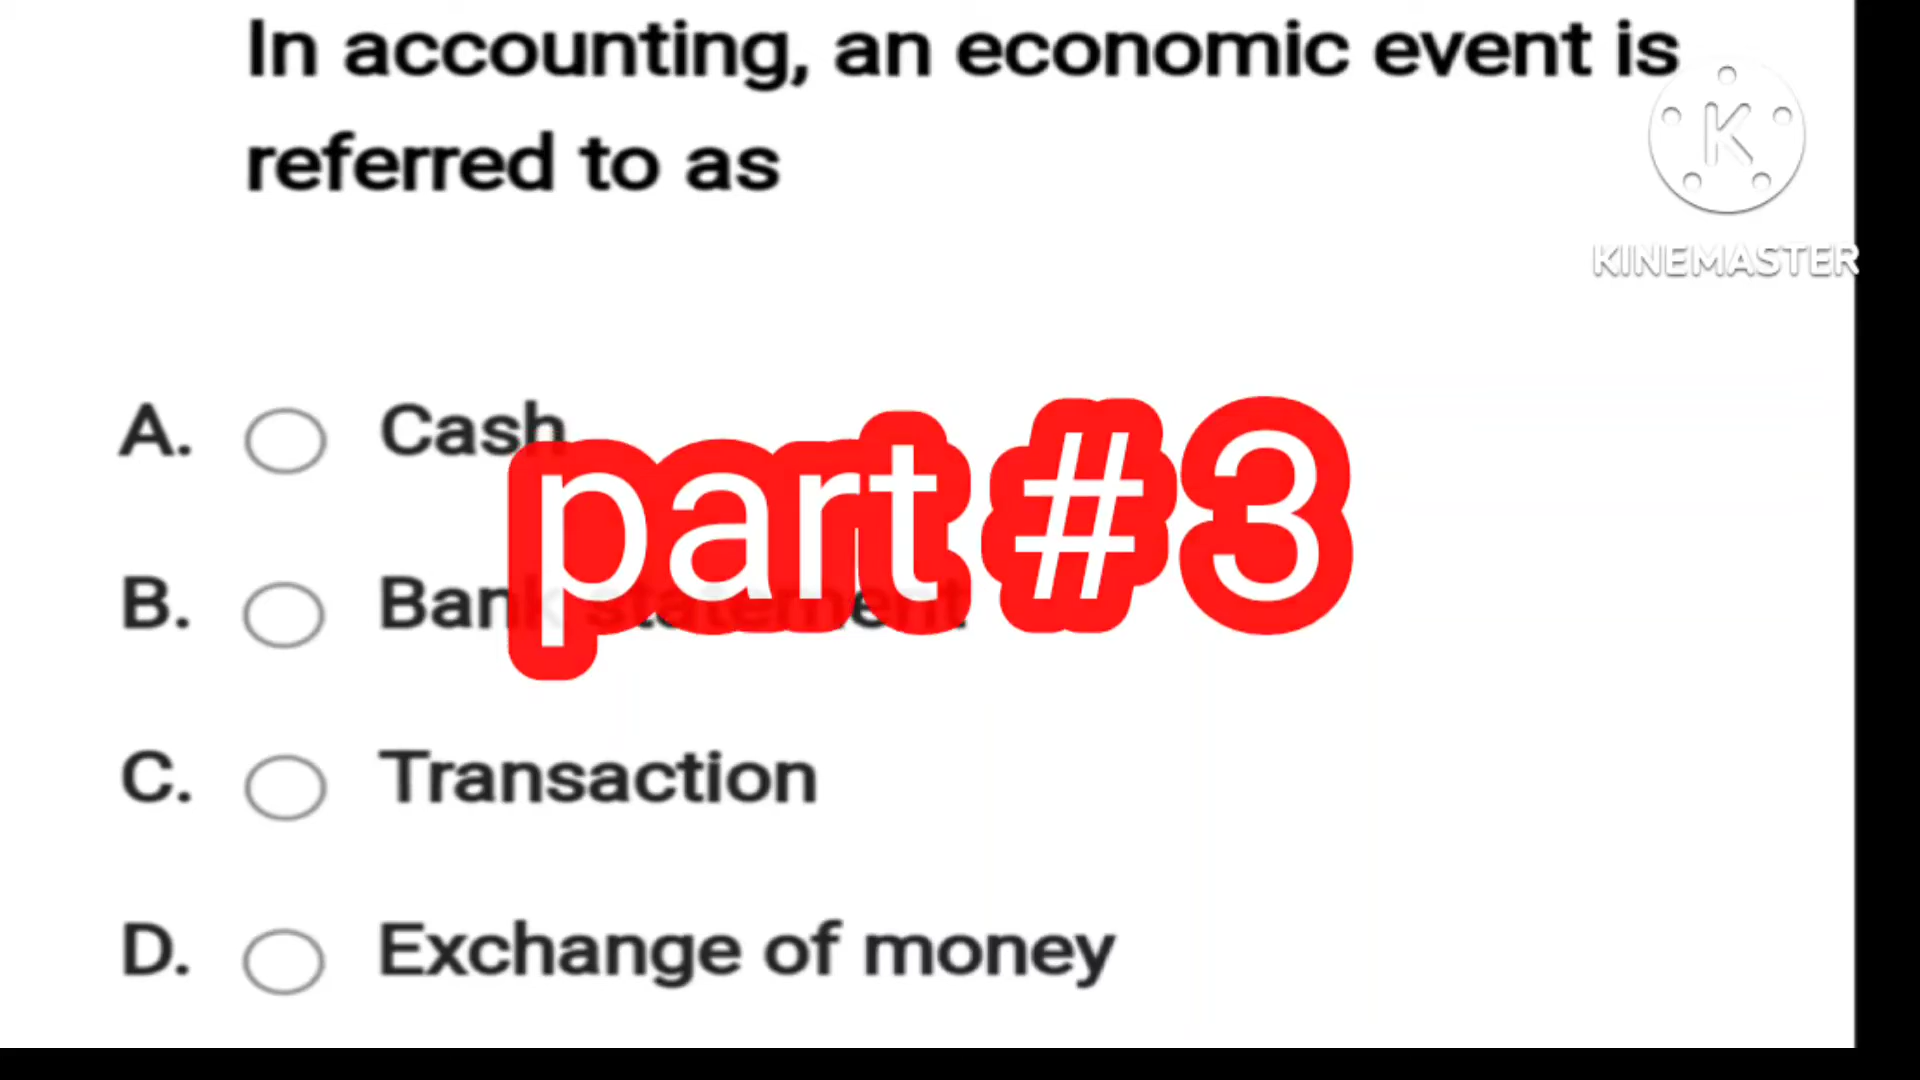 In accounting, an economic event is
referred to as
K
KINEMASTER
A. Cash
part #3
B. Bank statement
C. Transaction
D. Exchange of money